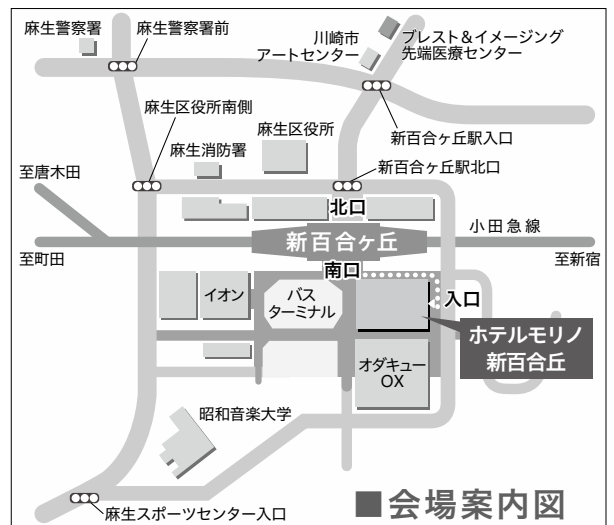 麻生警察署
麻生警察署前
川崎市
アートセンター
ブレスト＆イメージング
先端医療センター
麻生区役所南側
麻生区役所
新百合ヶ丘駅入口
麻生消防署
新百合ヶ丘駅北口
至唐木田
北口
新百合ヶ丘
小田急線
至町田
至新宿
南口
イオン
バス
ターミナル
入口
ホテルモリノ
新百合丘
オダキュー
OX
昭和音楽大学
麻生スポーツセンター入口
■会場案内図